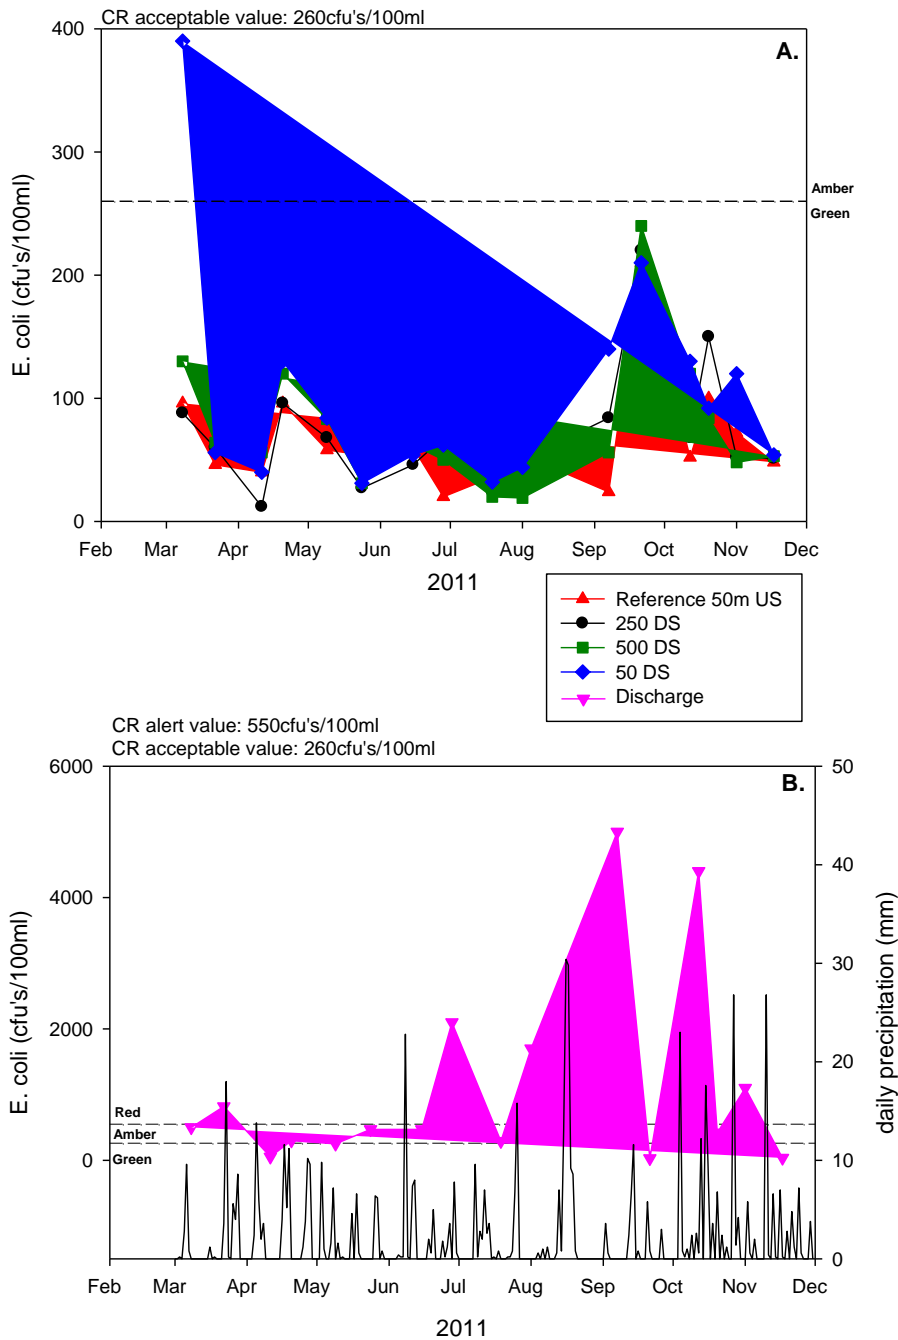 CR acceptable value: 260cfu's/100ml
A.
400
300
200
100
0
E. coli (cfu's/100ml)
Amber
Green
Feb Mar Apr May Jun Jul Aug Sep Oct Nov Dec
2011
Reference 50m US
250 DS
500 DS
50 DS
Discharge
CR alert value: 550cfu's/100ml
CR acceptable value: 260cfu's/100ml
B.
6000
4000
2000
0
E. coli (cfu's/100ml)
Red
Amber
Green
50
40
30
20
10
0
daily precipitation (mm)
Feb Mar Apr May Jun Jul Aug Sep Oct Nov Dec
2011